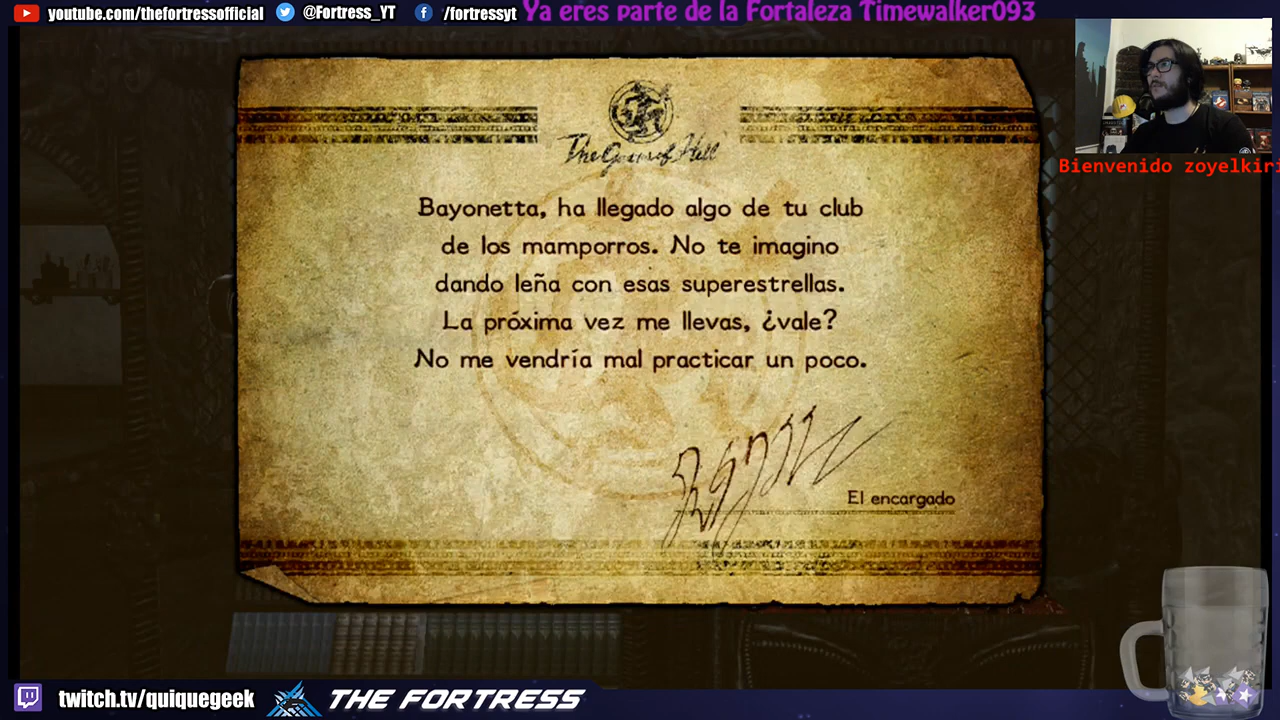 youtube.com/thefortressofficial @Fortress_YT /fortressyt Ya eres parte de la Fortaleza Timewalker093
Bienvenido zoyelkiri
The Gates of Hell
Bayonetta, ha llegado algo de tu club
de los mamporros. No te imagino
dando leña con esas superestrellas.
La próxima vez me llevas, ¿vale?
No me vendría mal practicar un poco.
El encargado
twitch.tv/quiquegeek THE FORTRESS